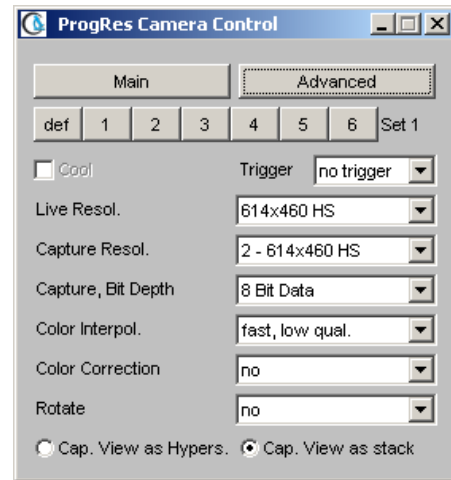 ProgRes Camera Control
Main Advanced
def 1 2 3 4 5 6 Set 1
Cool Trigger no trigger
Live Resol. 614x460 HS
Capture Resol. 2 - 614x460 HS
Capture, Bit Depth 8 Bit Data
Color Interpol. fast, low qual.
Color Correction no
Rotate no
Cap. View as Hypers. Cap. View as stack